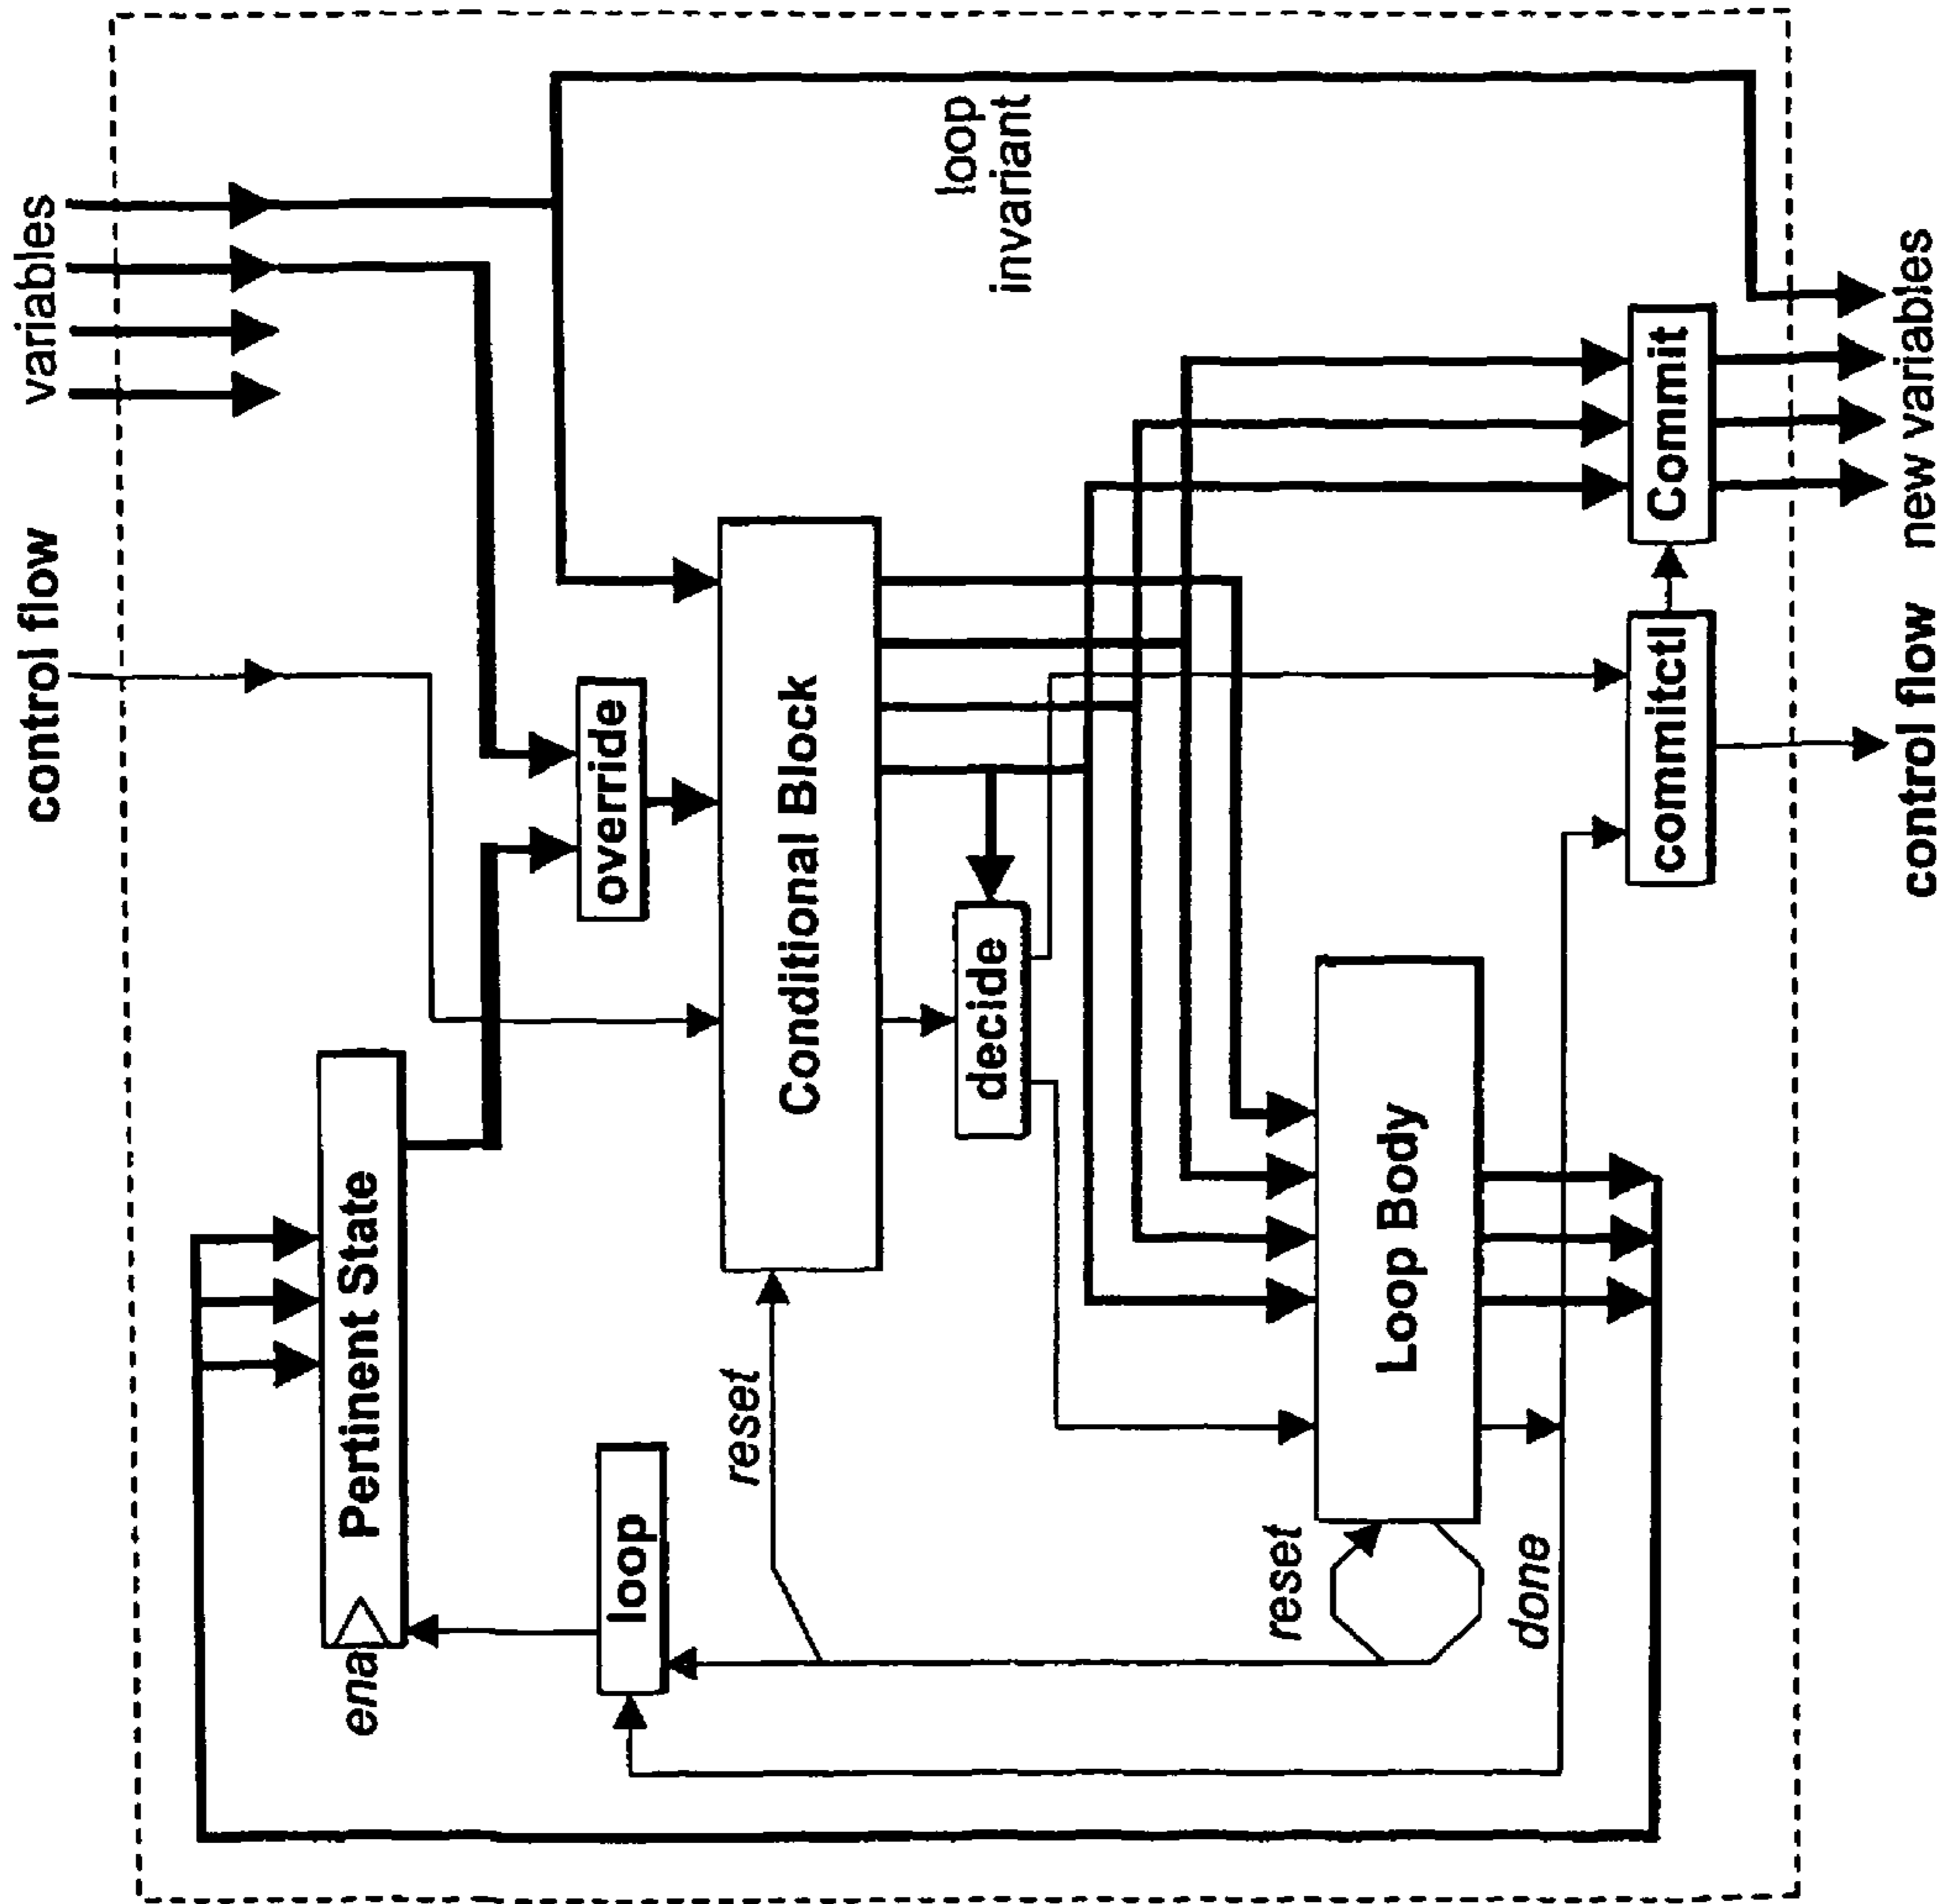 control flow
variables
ena
Pertinent State
loop
override
reset
Conditional Block
decide
loop
invariant
reset
Loop Body
done
commitctl
Commit
control flow
new variables